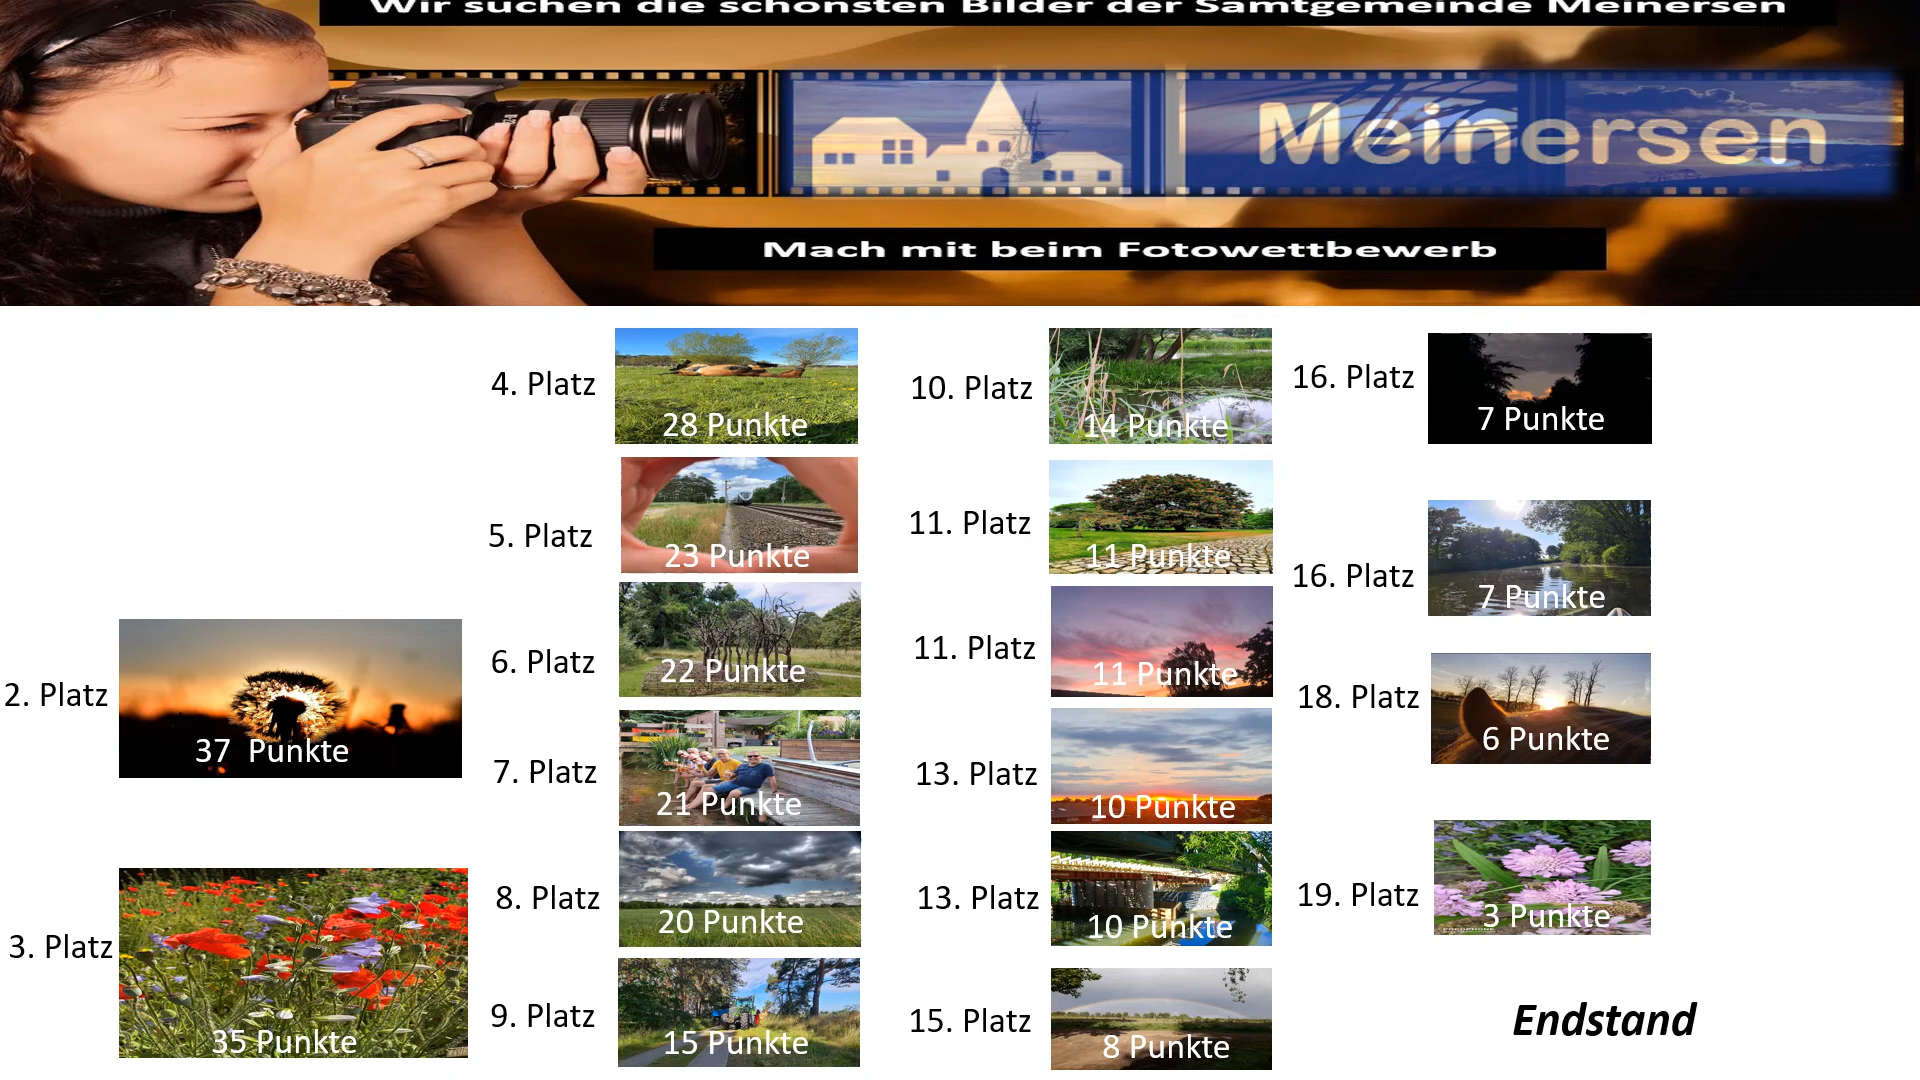 Wir suchen die schönsten Bilder der Samtgemeinde Meinersen
Meinersen
Mach mit beim Fotowettbewerb
2. Platz
37 Punkte
3. Platz
35 Punkte
4. Platz
28 Punkte
5. Platz
23 Punkte
6. Platz
22 Punkte
7. Platz
21 Punkte
8. Platz
20 Punkte
9. Platz
15 Punkte
10. Platz
14 Punkte
11. Platz
11 Punkte
11. Platz
11 Punkte
13. Platz
10 Punkte
13. Platz
10 Punkte
15. Platz
8 Punkte
16. Platz
7 Punkte
16. Platz
7 Punkte
18. Platz
6 Punkte
19. Platz
3 Punkte
Endstand